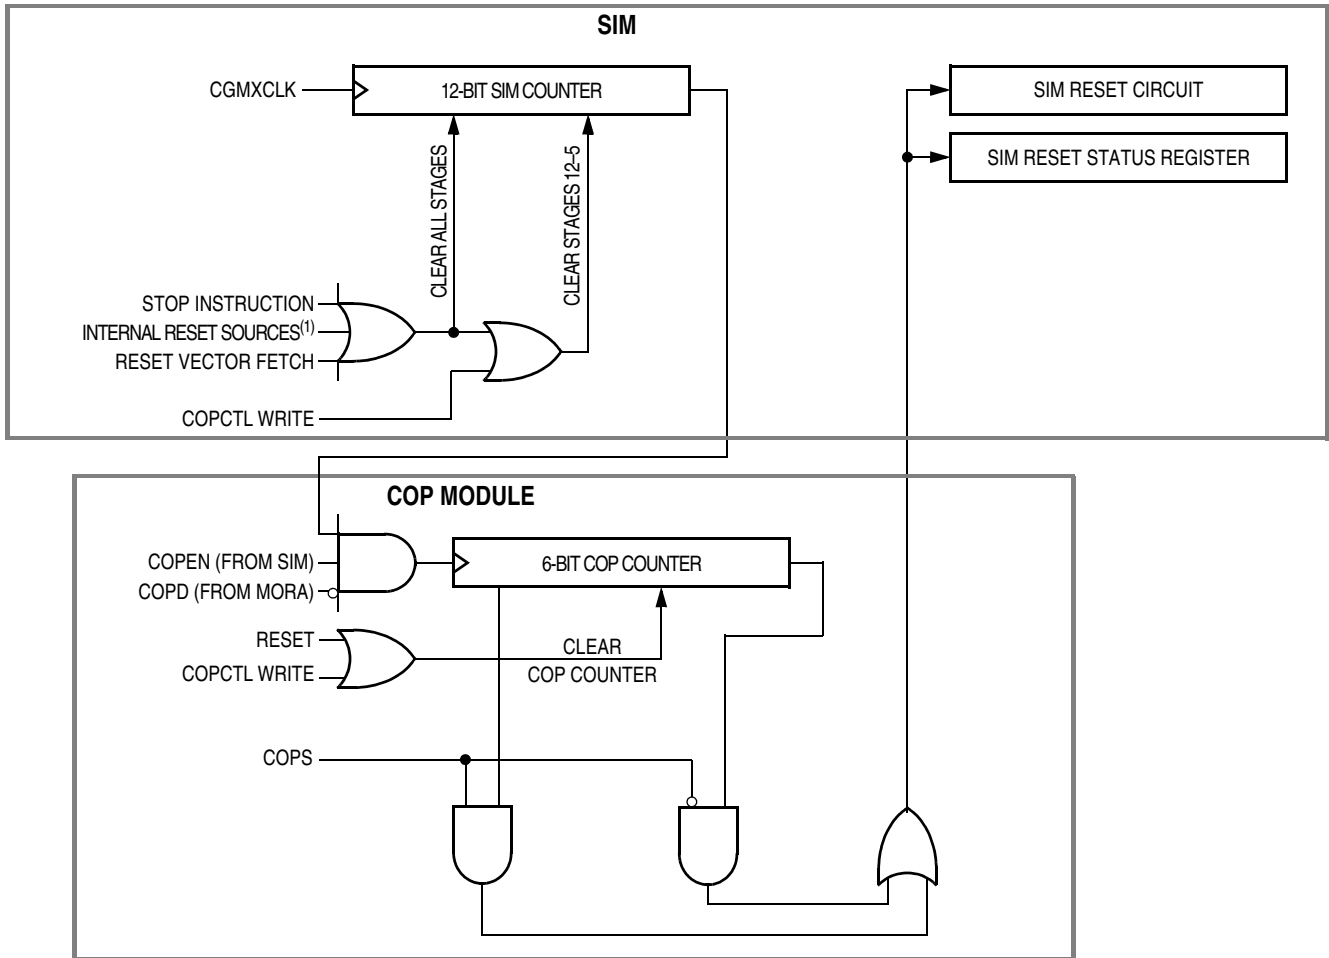 SIM
CGMXCLK
12-BIT SIM COUNTER
SIM RESET CIRCUIT
SIM RESET STATUS REGISTER
CLEAR ALL STAGES
CLEAR STAGES 12–5
STOP INSTRUCTION
INTERNAL RESET SOURCES(1)
RESET VECTOR FETCH
COPCTL WRITE
COP MODULE
COPEN (FROM SIM)
6-BIT COP COUNTER
COPD (FROM MORA)
RESET
CLEAR
COPCTL WRITE
COP COUNTER
COPS